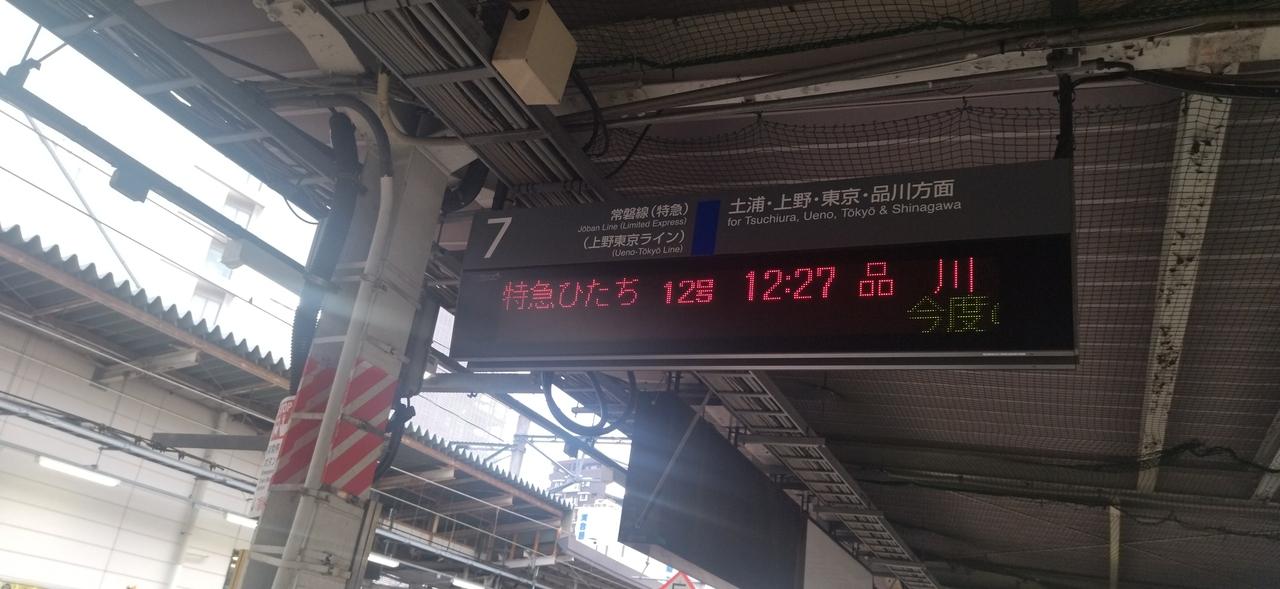 7
常磐線（特急）
Jōban Line (Limited Express)
（上野東京ライン）
(Ueno-Tōkyō Line)
土浦・上野・東京・品川方面
for Tsuchiura, Ueno, Tōkyō & Shinagawa
特急ひたち 12号 12:27 品川
今度